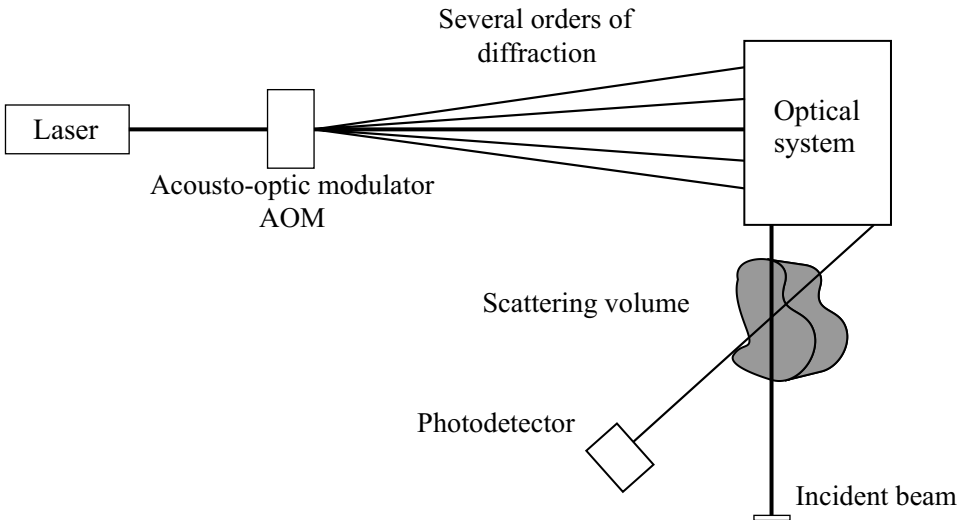 Several orders of
diffraction
Laser
Optical
system
Acousto-optic modulator
AOM
Scattering volume
Photodetector
Incident beam